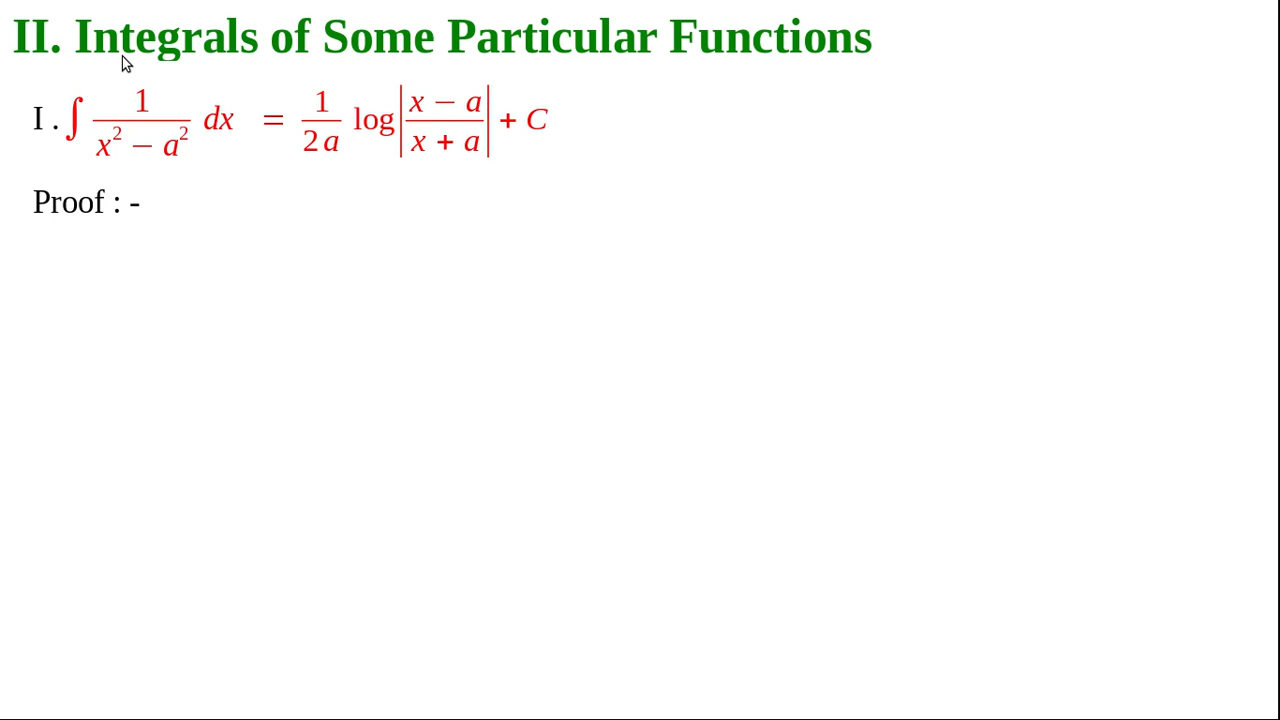 II. Integrals of Some Particular Functions
I . ∫ 1/(x² − a²) dx = 1/(2a) log|(x − a)/(x + a)| + C
Proof : -